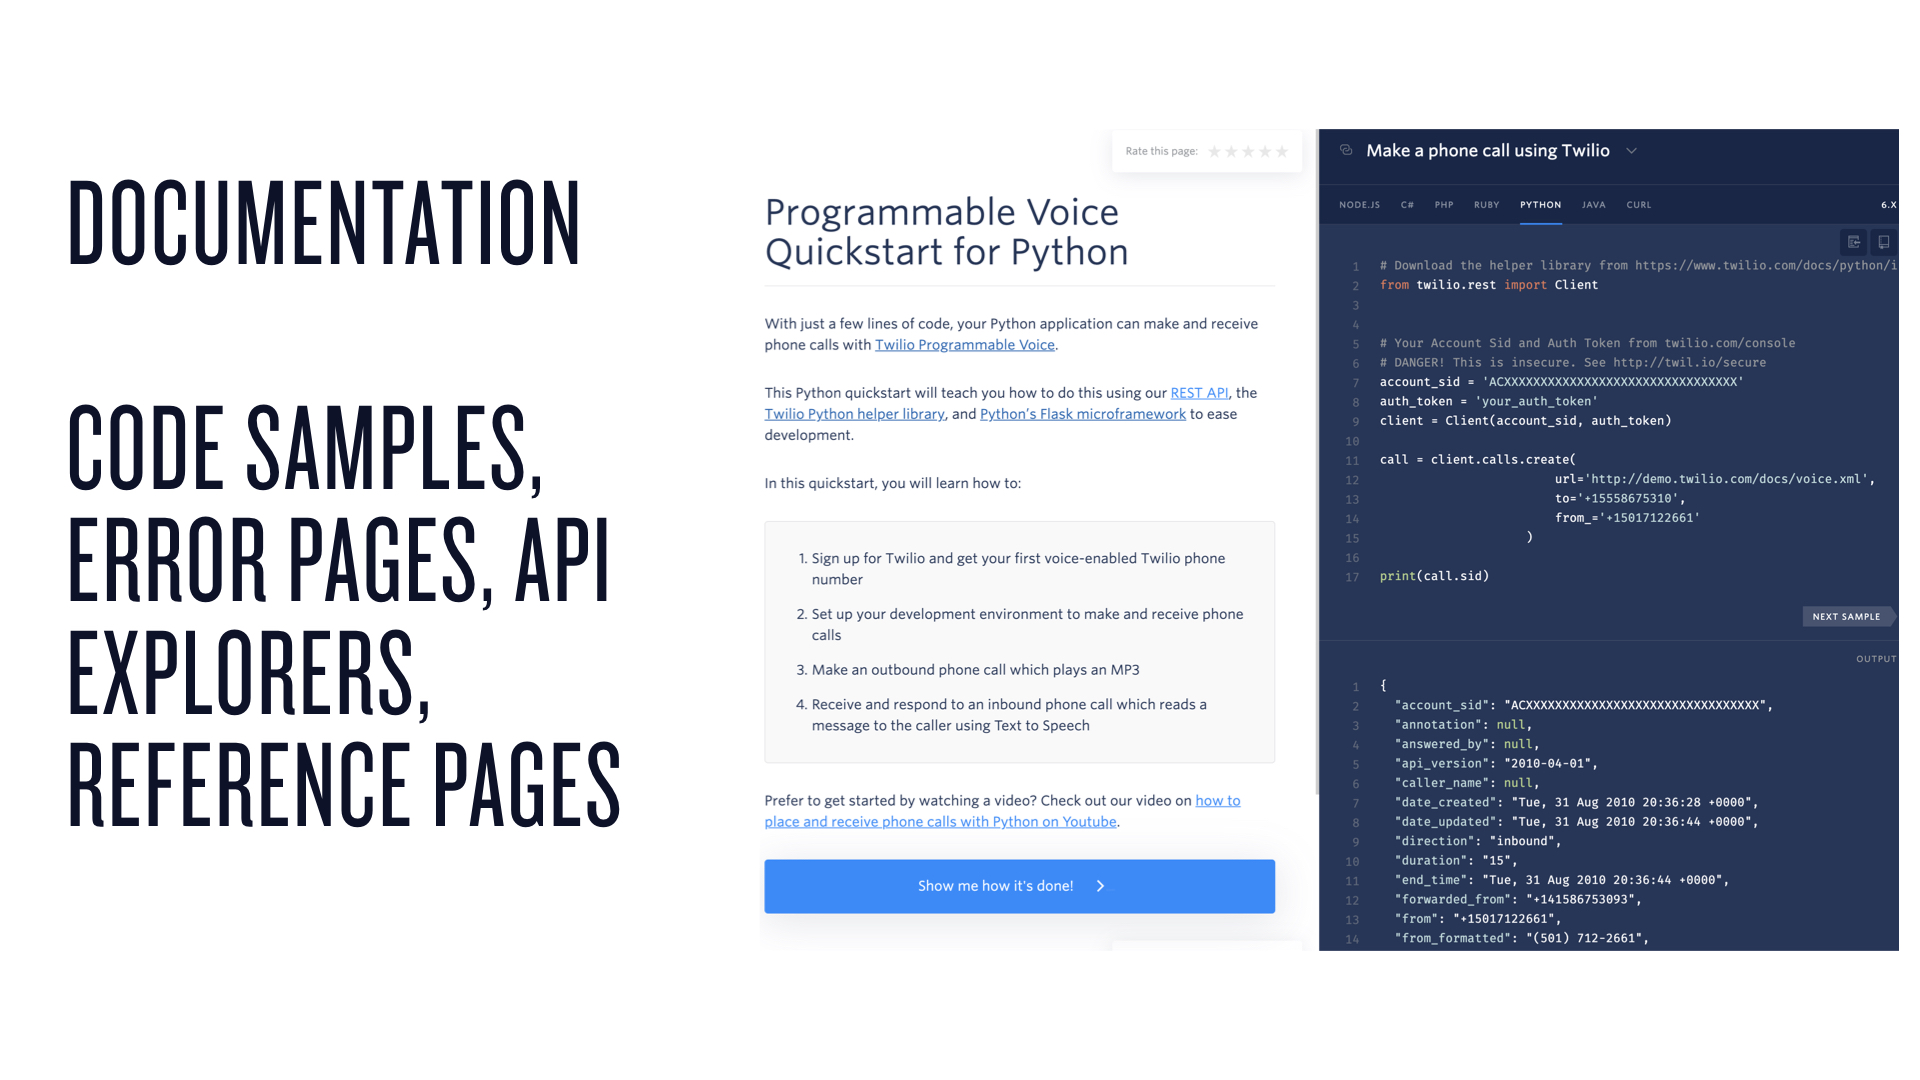 DOCUMENTATION
CODE SAMPLES,
ERROR PAGES, API
EXPLORERS,
REFERENCE PAGES
Rate this page:
Programmable Voice
Quickstart for Python
With just a few lines of code, your Python application can make and receive
phone calls with Twilio Programmable Voice.
This Python quickstart will teach you how to do this using our REST API, the
Twilio Python helper library, and Python's Flask microframework to ease
development.
In this quickstart, you will learn how to:
1. Sign up for Twilio and get your first voice-enabled Twilio phone
number
2. Set up your development environment to make and receive phone
calls
3. Make an outbound phone call which plays an MP3
4. Receive and respond to an inbound phone call which reads a
message to the caller using Text to Speech
Prefer to get started by watching a video? Check out our video on how to
place and receive phone calls with Python on Youtube.
Show me how it's done!
Make a phone call using Twilio
NODE.JS C# PHP RUBY PYTHON JAVA CURL 6.X
1 # Download the helper library from https://www.twilio.com/docs/python/i
2 from twilio.rest import Client
3
4
5 # Your Account Sid and Auth Token from twilio.com/console
6 # DANGER! This is insecure. See http://twil.io/secure
7 account_sid = 'ACXXXXXXXXXXXXXXXXXXXXXXXXXXXXXXXX'
8 auth_token = 'your_auth_token'
9 client = Client(account_sid, auth_token)
10
11 call = client.calls.create(
12 url='http://demo.twilio.com/docs/voice.xml',
13 to='+15558675310',
14 from_='+15017122661'
15 )
16
17 print(call.sid)
NEXT SAMPLE
OUTPUT
1 {
2 "account_sid": "ACXXXXXXXXXXXXXXXXXXXXXXXXXXXXXXXX",
3 "annotation": null,
4 "answered_by": null,
5 "api_version": "2010-04-01",
6 "caller_name": null,
7 "date_created": "Tue, 31 Aug 2010 20:36:28 +0000",
8 "date_updated": "Tue, 31 Aug 2010 20:36:44 +0000",
9 "direction": "inbound",
10 "duration": "15",
11 "end_time": "Tue, 31 Aug 2010 20:36:44 +0000",
12 "forwarded_from": "+141586753093",
13 "from": "+15017122661",
14 "from_formatted": "(501) 712-2661",